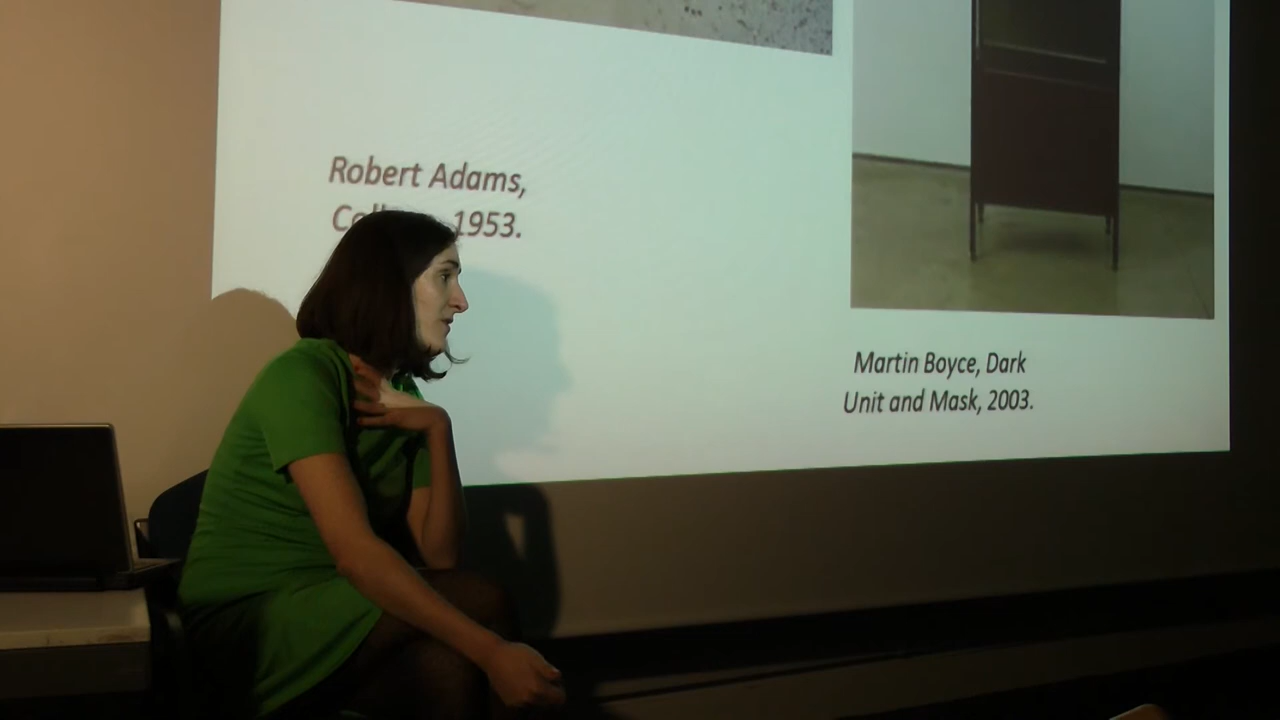 Robert Adams,
1953.
Martin Boyce, Dark
Unit and Mask, 2003.